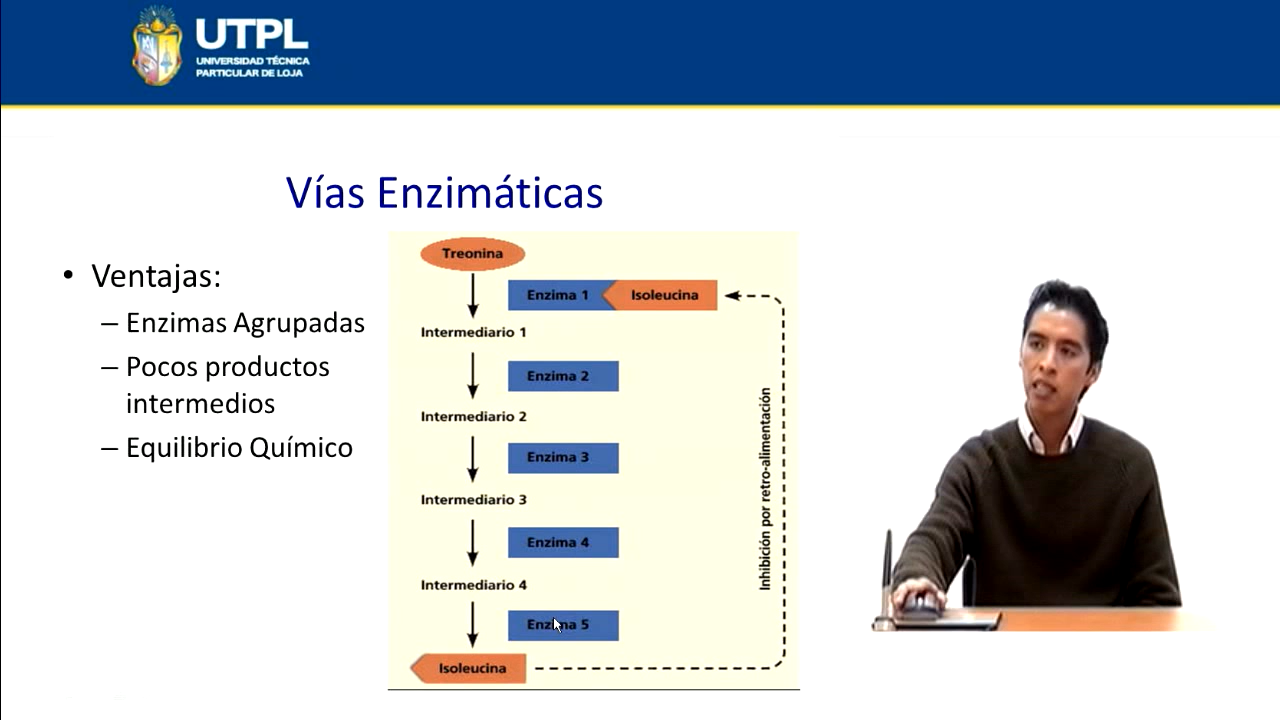 UTPL
UNIVERSIDAD TÉCNICA
PARTICULAR DE LOJA
Vías Enzimáticas
• Ventajas:
– Enzimas Agrupadas
– Pocos productos
intermedios
– Equilibrio Químico
Treonina
Enzima 1
Isoleucina
Intermediario 1
Enzima 2
Intermediario 2
Enzima 3
Intermediario 3
Enzima 4
Intermediario 4
Enzima 5
Isoleucina
Inhibición por retro-alimentación